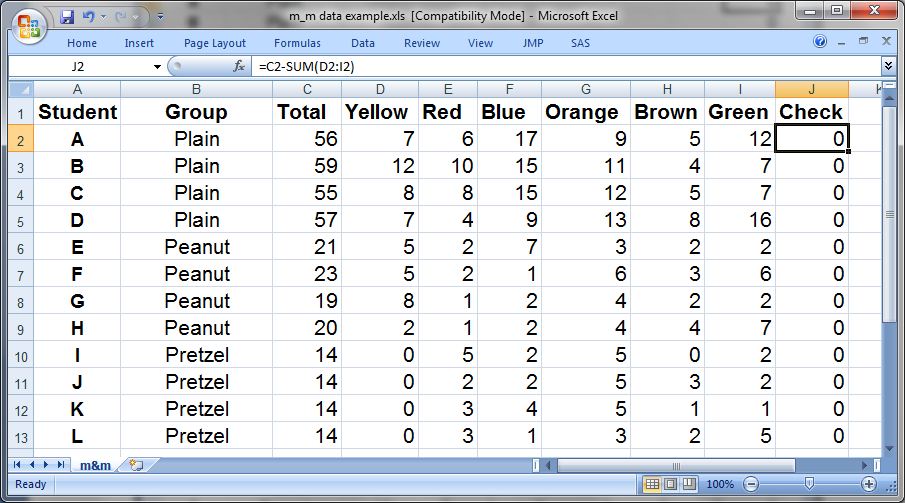 m_m data example.xls [Compatibility Mode] - Microsoft Excel
Home Insert Page Layout Formulas Data Review View JMP SAS
J2 fx =C2-SUM(D2:I2)
A B C D E F G H I J K
1 Student Group Total Yellow Red Blue Orange Brown Green Check
2 A Plain 56 7 6 17 9 5 12 0
3 B Plain 59 12 10 15 11 4 7 0
4 C Plain 55 8 8 15 12 5 7 0
5 D Plain 57 7 4 9 13 8 16 0
6 E Peanut 21 5 2 7 3 2 2 0
7 F Peanut 23 5 2 1 6 3 6 0
8 G Peanut 19 8 1 2 4 2 2 0
9 H Peanut 20 2 1 2 4 4 7 0
10 I Pretzel 14 0 5 2 5 0 2 0
11 J Pretzel 14 0 2 2 5 3 2 0
12 K Pretzel 14 0 3 4 5 1 1 0
13 L Pretzel 14 0 3 1 3 2 5 0
m&m
Ready 100%